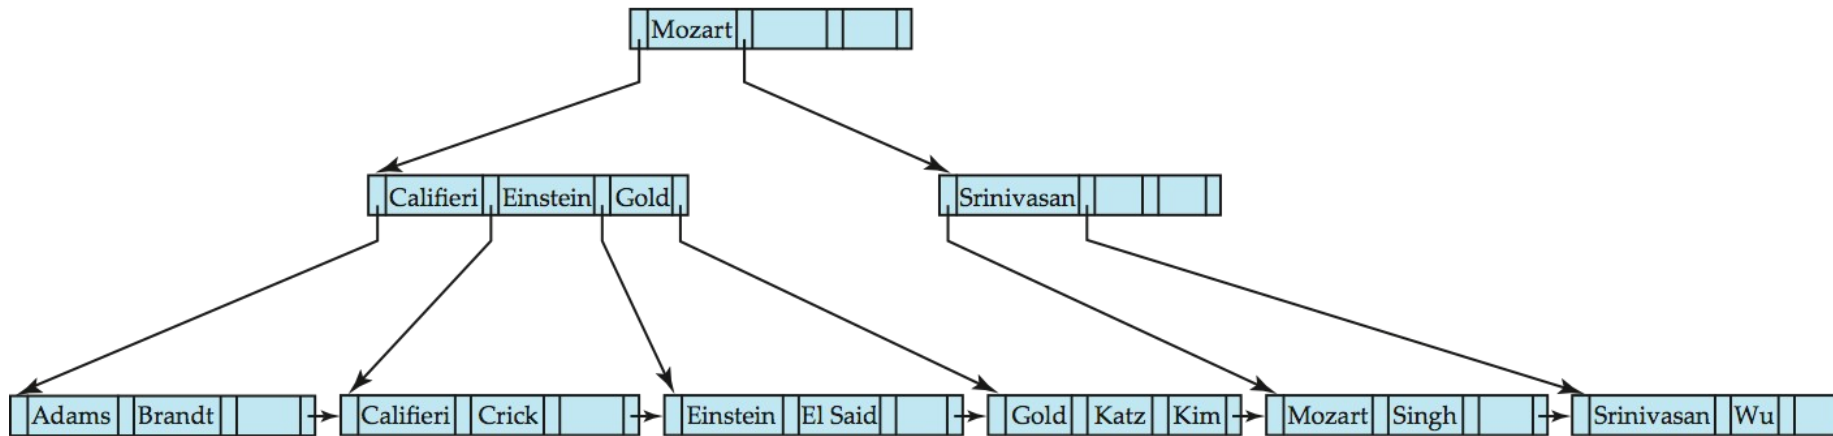 Mozart
Califieri Einstein Gold Srinivasan
Adams Brandt Califieri Crick Einstein El Said Gold Katz Kim Mozart Singh Srinivasan Wu